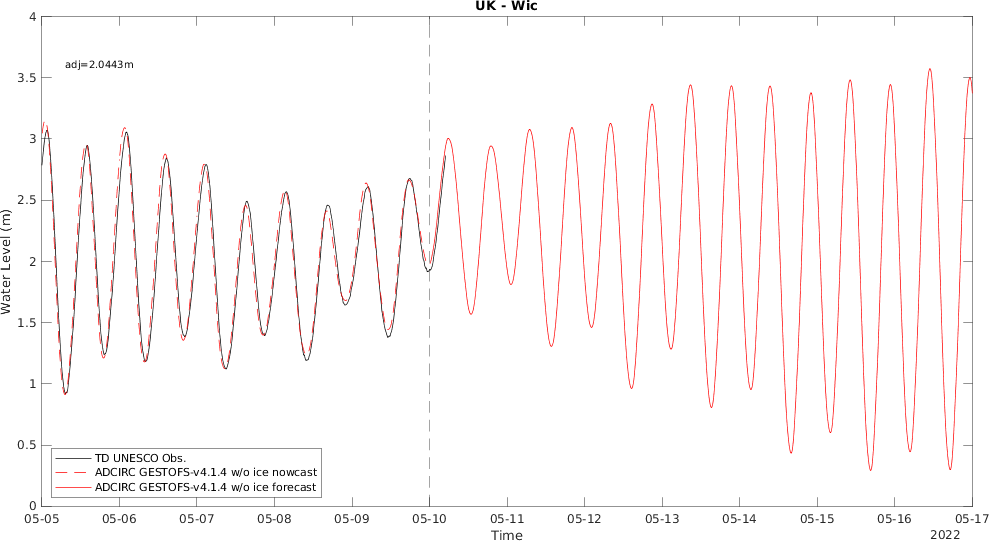 UK - Wic
adj=2.0443m
Water Level (m)
4
3.5
3
2.5
2
1.5
1
0.5
0
TD UNESCO Obs.
ADCIRC GESTOFS-v4.1.4 w/o ice nowcast
ADCIRC GESTOFS-v4.1.4 w/o ice forecast
05-05 05-06 05-07 05-08 05-09 05-10 05-11 05-12 05-13 05-14 05-15 05-16 05-17
Time
2022